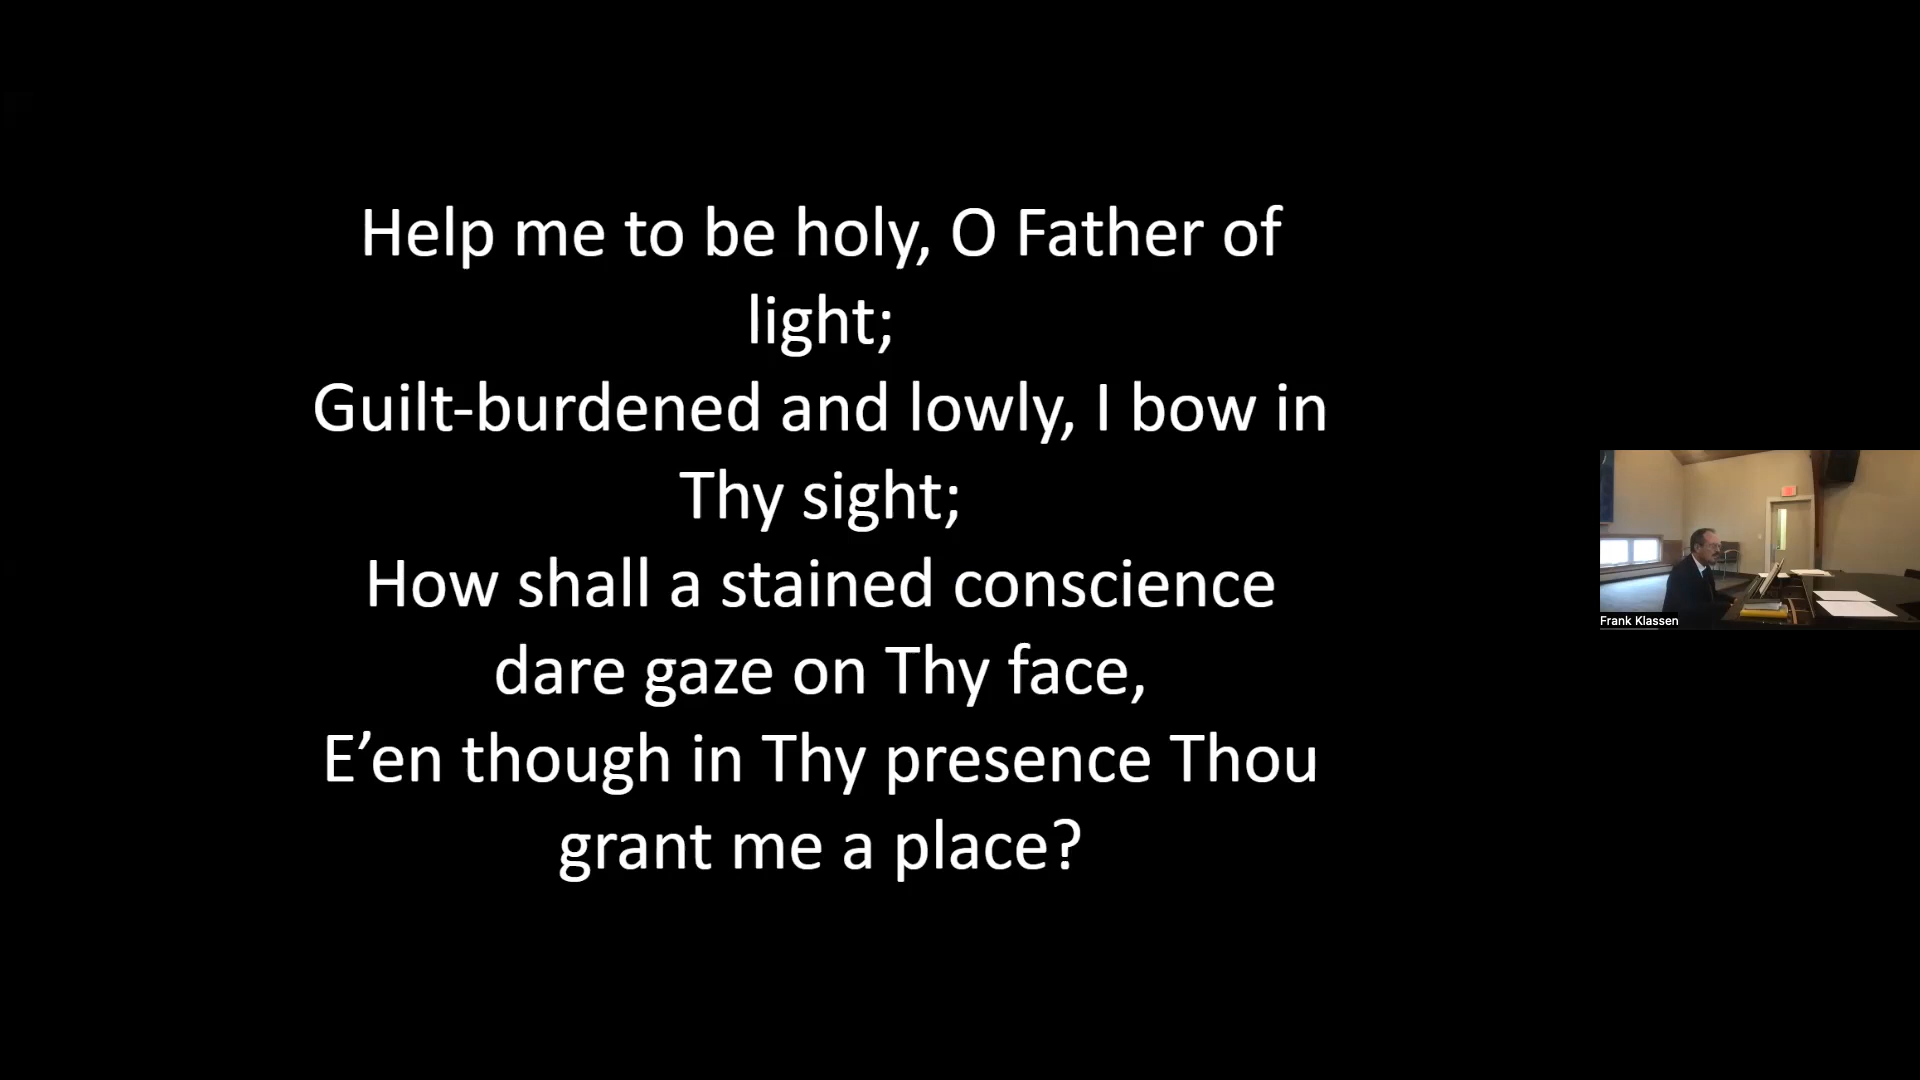 Help me to be holy, O Father of
light;
Guilt-burdened and lowly, I bow in
Thy sight;
How shall a stained conscience
dare gaze on Thy face,
E’en though in Thy presence Thou
grant me a place?
Frank Klassen